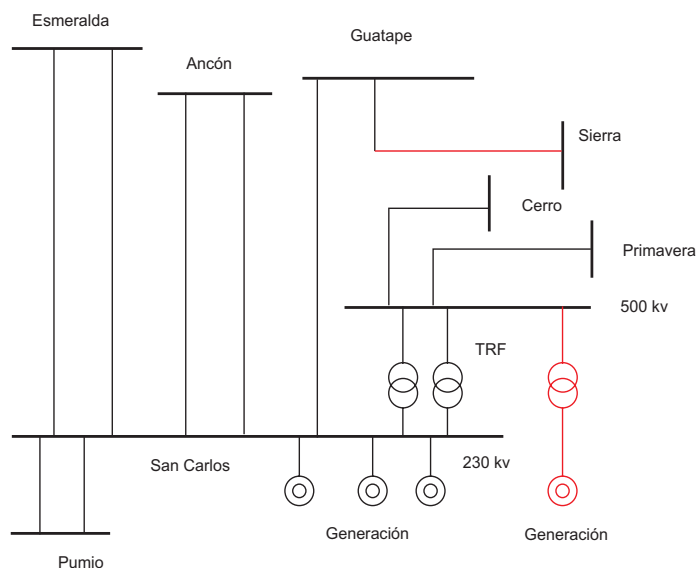 Esmeralda
Guatape
Ancón
Sierra
Cerro
Primavera
500 kv
TRF
San Carlos
230 kv
Generación
Generación
Pumio